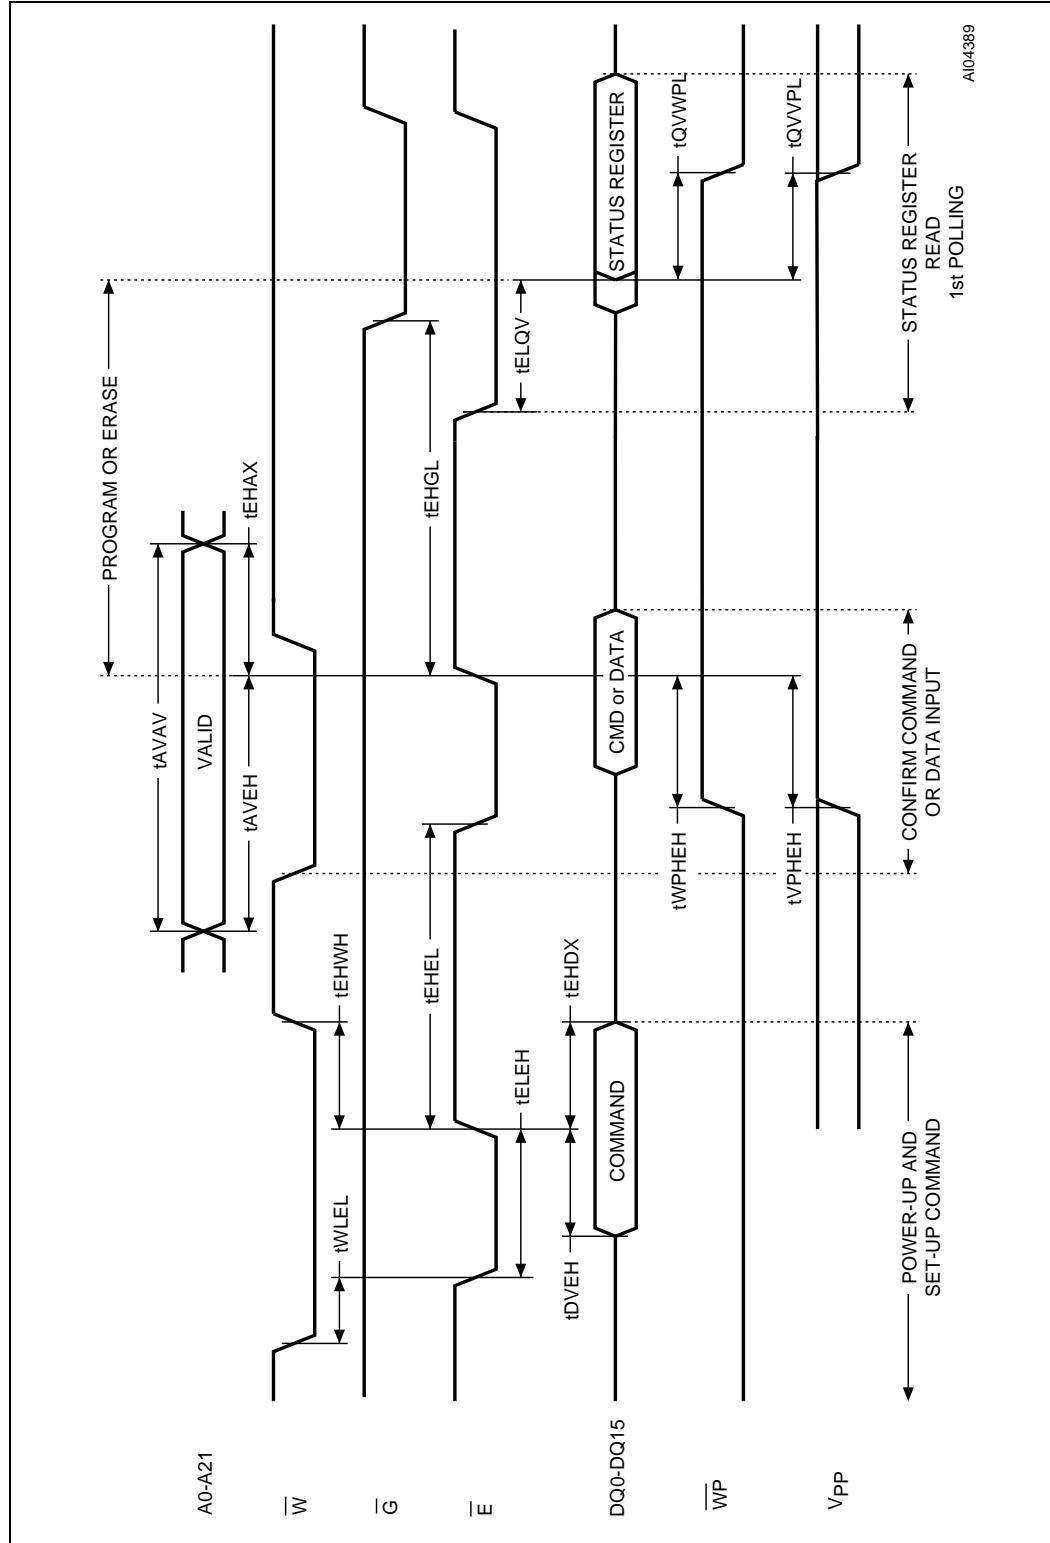 PROGRAM OR ERASE
tAVAV
A0-A21
VALID
tAVEH
tEHAX
W
tWLEL
tEHWH
G
tEHEL
tEHGL
E
tELEH
tELQV
tDVEH
tEHDX
DQ0-DQ15
COMMAND
CMD or DATA
STATUS REGISTER
tWPHEH
tQVWPL
WP
tVPHEH
tQVVPL
VPP
POWER-UP AND
SET-UP COMMAND
CONFIRM COMMAND
OR DATA INPUT
STATUS REGISTER
READ
1st POLLING
AI04389